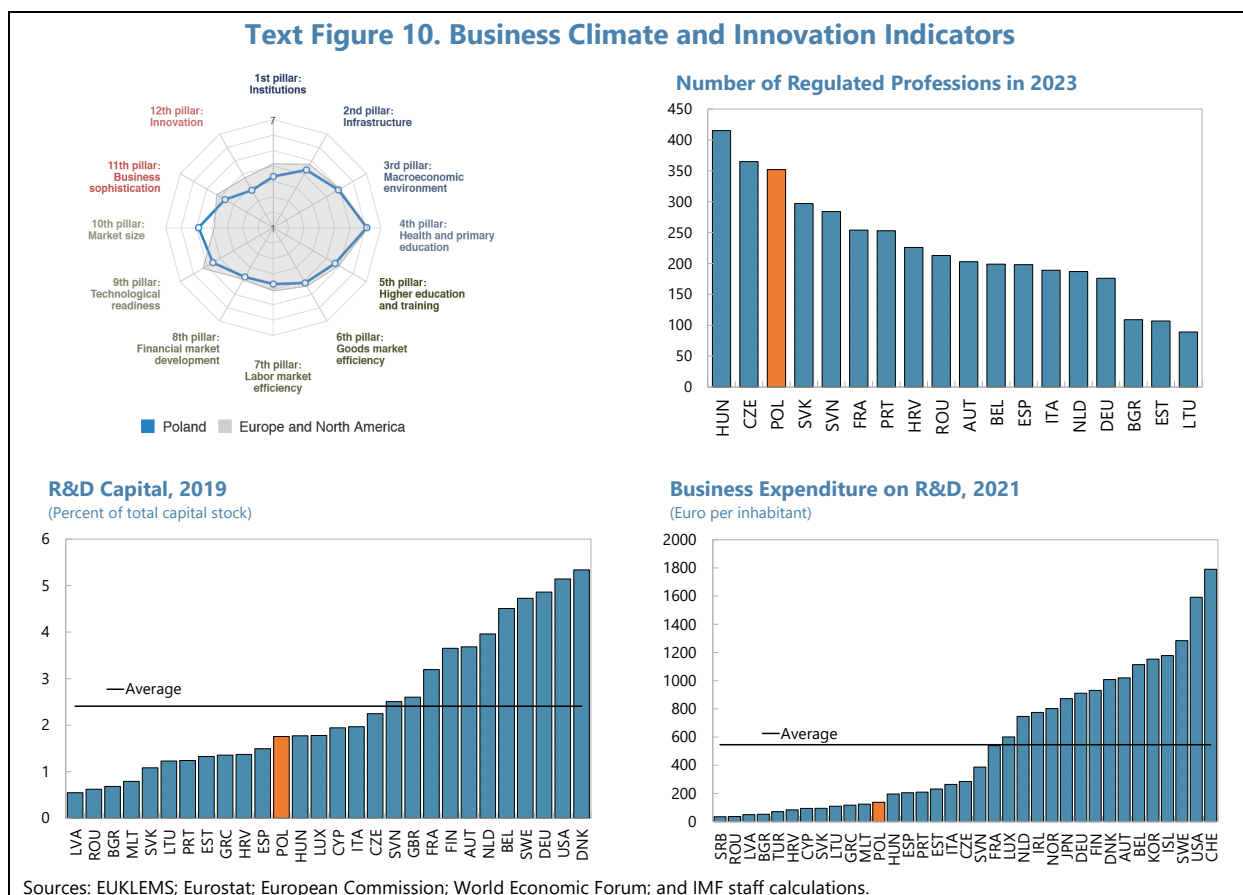 Text Figure 10. Business Climate and Innovation Indicators
1st pillar:
Institutions
2nd pillar:
Infrastructure
3rd pillar:
Macroeconomic
environment
4th pillar:
Health and primary
education
5th pillar:
Higher education
and training
6th pillar:
Goods market
efficiency
7th pillar:
Labor market
efficiency
8th pillar:
Financial market
development
9th pillar:
Technological
readiness
10th pillar:
Market size
11th pillar:
Business
sophistication
12th pillar:
Innovation
7
1
Poland
Europe and North America
Number of Regulated Professions in 2023
450
400
350
300
250
200
150
100
50
0
HUN
CZE
POL
SVK
SVN
FRA
PRT
HRV
ROU
AUT
BEL
ESP
ITA
NLD
DEU
BGR
EST
LTU
R&D Capital, 2019
(Percent of total capital stock)
6
5
4
3
2
1
0
Average
LVA
ROU
BGR
MLT
SVK
LTU
PRT
EST
GRC
HRV
ESP
POL
HUN
LUX
CYP
ITA
CZE
SVN
GBR
FRA
FIN
AUT
NLD
BEL
SWE
DEU
USA
DNK
Business Expenditure on R&D, 2021
(Euro per inhabitant)
2000
1800
1600
1400
1200
1000
800
600
400
200
0
Average
SRB
ROU
LVA
BGR
TUR
HRV
CYP
SVK
LTU
GRC
MLT
POL
HUN
ESP
PRT
EST
ITA
CZE
SVN
FRA
LUX
NLD
IRL
NOR
JPN
DEU
FIN
DNK
AUT
BEL
KOR
ISL
SWE
USA
CHE
Sources: EUKLEMS; Eurostat; European Commission; World Economic Forum; and IMF staff calculations.